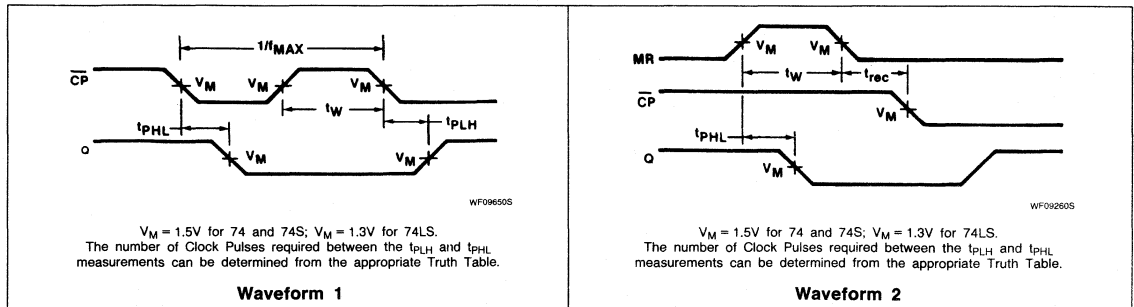 1/fMAX
CP
VM
VM
VM
tW
tPHL
tPLH
Q
VM
VM
WF09650S
VM = 1.5V for 74 and 74S; VM = 1.3V for 74LS.
The number of Clock Pulses required between the tPLH and tPHL
measurements can be determined from the appropriate Truth Table.
Waveform 1
MR
VM
VM
tW
trec
CP
VM
tPHL
Q
VM
WF09260S
VM = 1.5V for 74 and 74S; VM = 1.3V for 74LS.
The number of Clock Pulses required between the tPLH and tPHL
measurements can be determined from the appropriate Truth Table.
Waveform 2